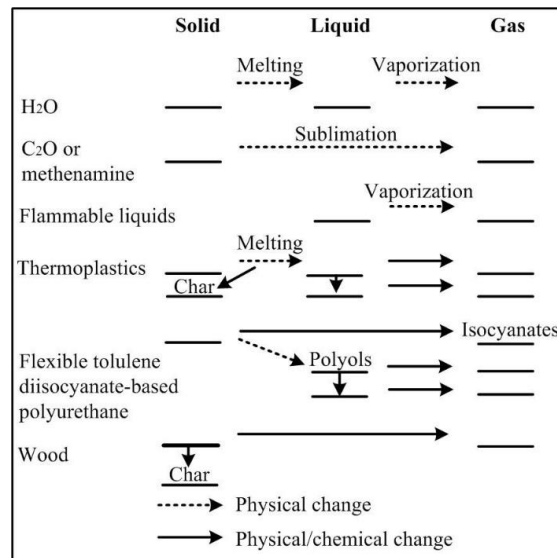 Solid Liquid Gas
Melting Vaporization
H2O
Sublimation
C2O or
methenamine
Vaporization
Flammable liquids
Melting
Thermoplastics
Char
Isocyanates
Polyols
Flexible tolulene
diisocyanate-based
polyurethane
Wood
Char
Physical change
Physical/chemical change